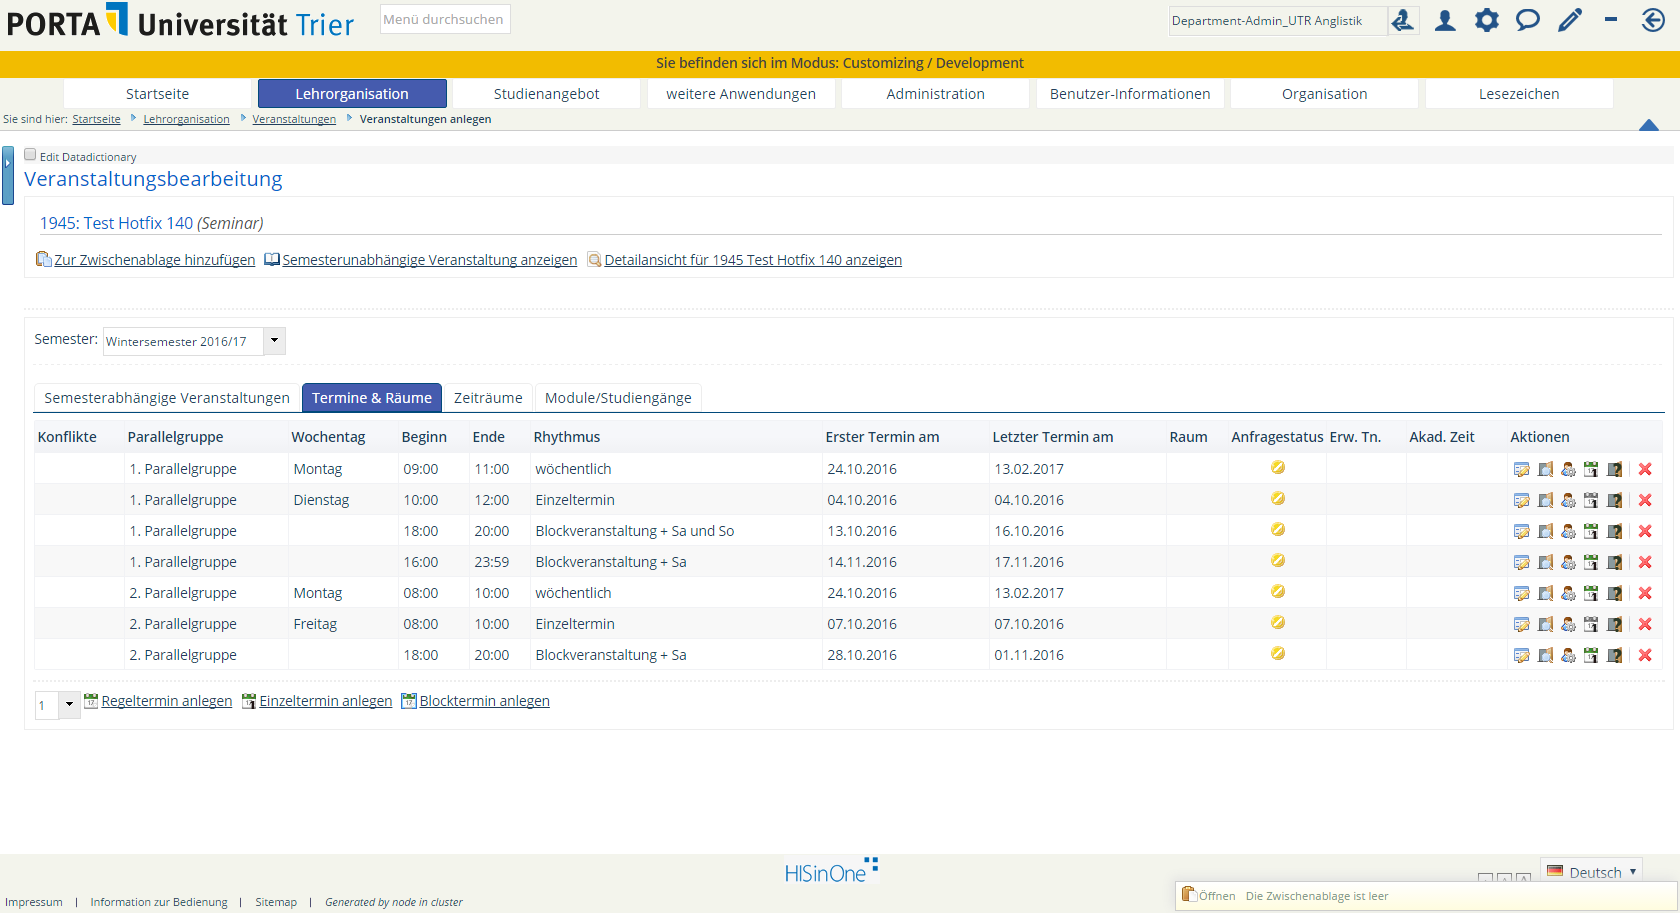 PORTA Universität Trier
Menü durchsuchen
Department-Admin_UTR Anglistik
Sie befinden sich im Modus: Customizing / Development
Startseite Lehrorganisation Studienangebot weitere Anwendungen Administration Benutzer-Informationen Organisation Lesezeichen
Sie sind hier: Startseite Lehrorganisation Veranstaltungen Veranstaltungen anlegen
Edit Datadictionary
Veranstaltungsbearbeitung
1945: Test Hotfix 140 (Seminar)
Zur Zwischenablage hinzufügen Semesterunabhängige Veranstaltung anzeigen Detailansicht für 1945 Test Hotfix 140 anzeigen
Semester: Wintersemester 2016/17
Semesterabhängige Veranstaltungen Termine & Räume Zeiträume Module/Studiengänge
Konflikte Parallelgruppe Wochentag Beginn Ende Rhythmus Erster Termin am Letzter Termin am Raum Anfragestatus Erw. Tn. Akad. Zeit Aktionen
1. Parallelgruppe Montag 09:00 11:00 wöchentlich 24.10.2016 13.02.2017
1. Parallelgruppe Dienstag 10:00 12:00 Einzeltermin 04.10.2016 04.10.2016
1. Parallelgruppe 18:00 20:00 Blockveranstaltung + Sa und So 13.10.2016 16.10.2016
1. Parallelgruppe 16:00 23:59 Blockveranstaltung + Sa 14.11.2016 17.11.2016
2. Parallelgruppe Montag 08:00 10:00 wöchentlich 24.10.2016 13.02.2017
2. Parallelgruppe Freitag 08:00 10:00 Einzeltermin 07.10.2016 07.10.2016
2. Parallelgruppe 18:00 20:00 Blockveranstaltung + Sa 28.10.2016 01.11.2016
1 Regeltermin anlegen Einzeltermin anlegen Blocktermin anlegen
HISinOne
Deutsch
Öffnen Die Zwischenablage ist leer
Impressum | Information zur Bedienung | Sitemap | Generated by node in cluster